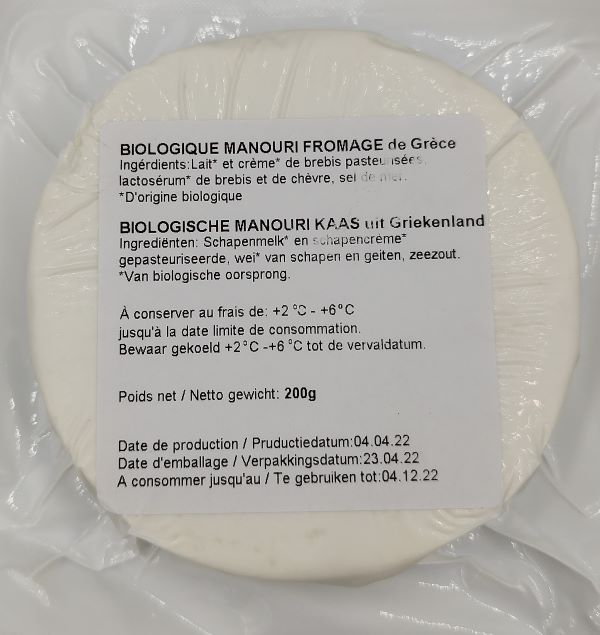 BIOLOGIQUE MANOURI FROMAGE de Grèce
Ingérdients:Lait* et crème* de brebis pasteurisées,
lactosérum* de brebis et de chèvre, sel de mer.
*D'origine biologique
BIOLOGISCHE MANOURI KAAS uit Griekenland
Ingrediënten: Schapenmelk* en schapencrème*
gepasteuriseerde, wei* van schapen en geiten, zeezout.
*Van biologische oorsprong.
À conserver au frais de: +2 °C - +6°C
jusqu'à la date limite de consommation.
Bewaar gekoeld +2°C -+6 °C tot de vervaldatum.
Poids net / Netto gewicht: 200g
Date de production / Pruductiedatum:04.04.22
Date d'emballage / Verpakkingsdatum:23.04.22
A consommer jusqu'au / Te gebruiken tot:04.12.22